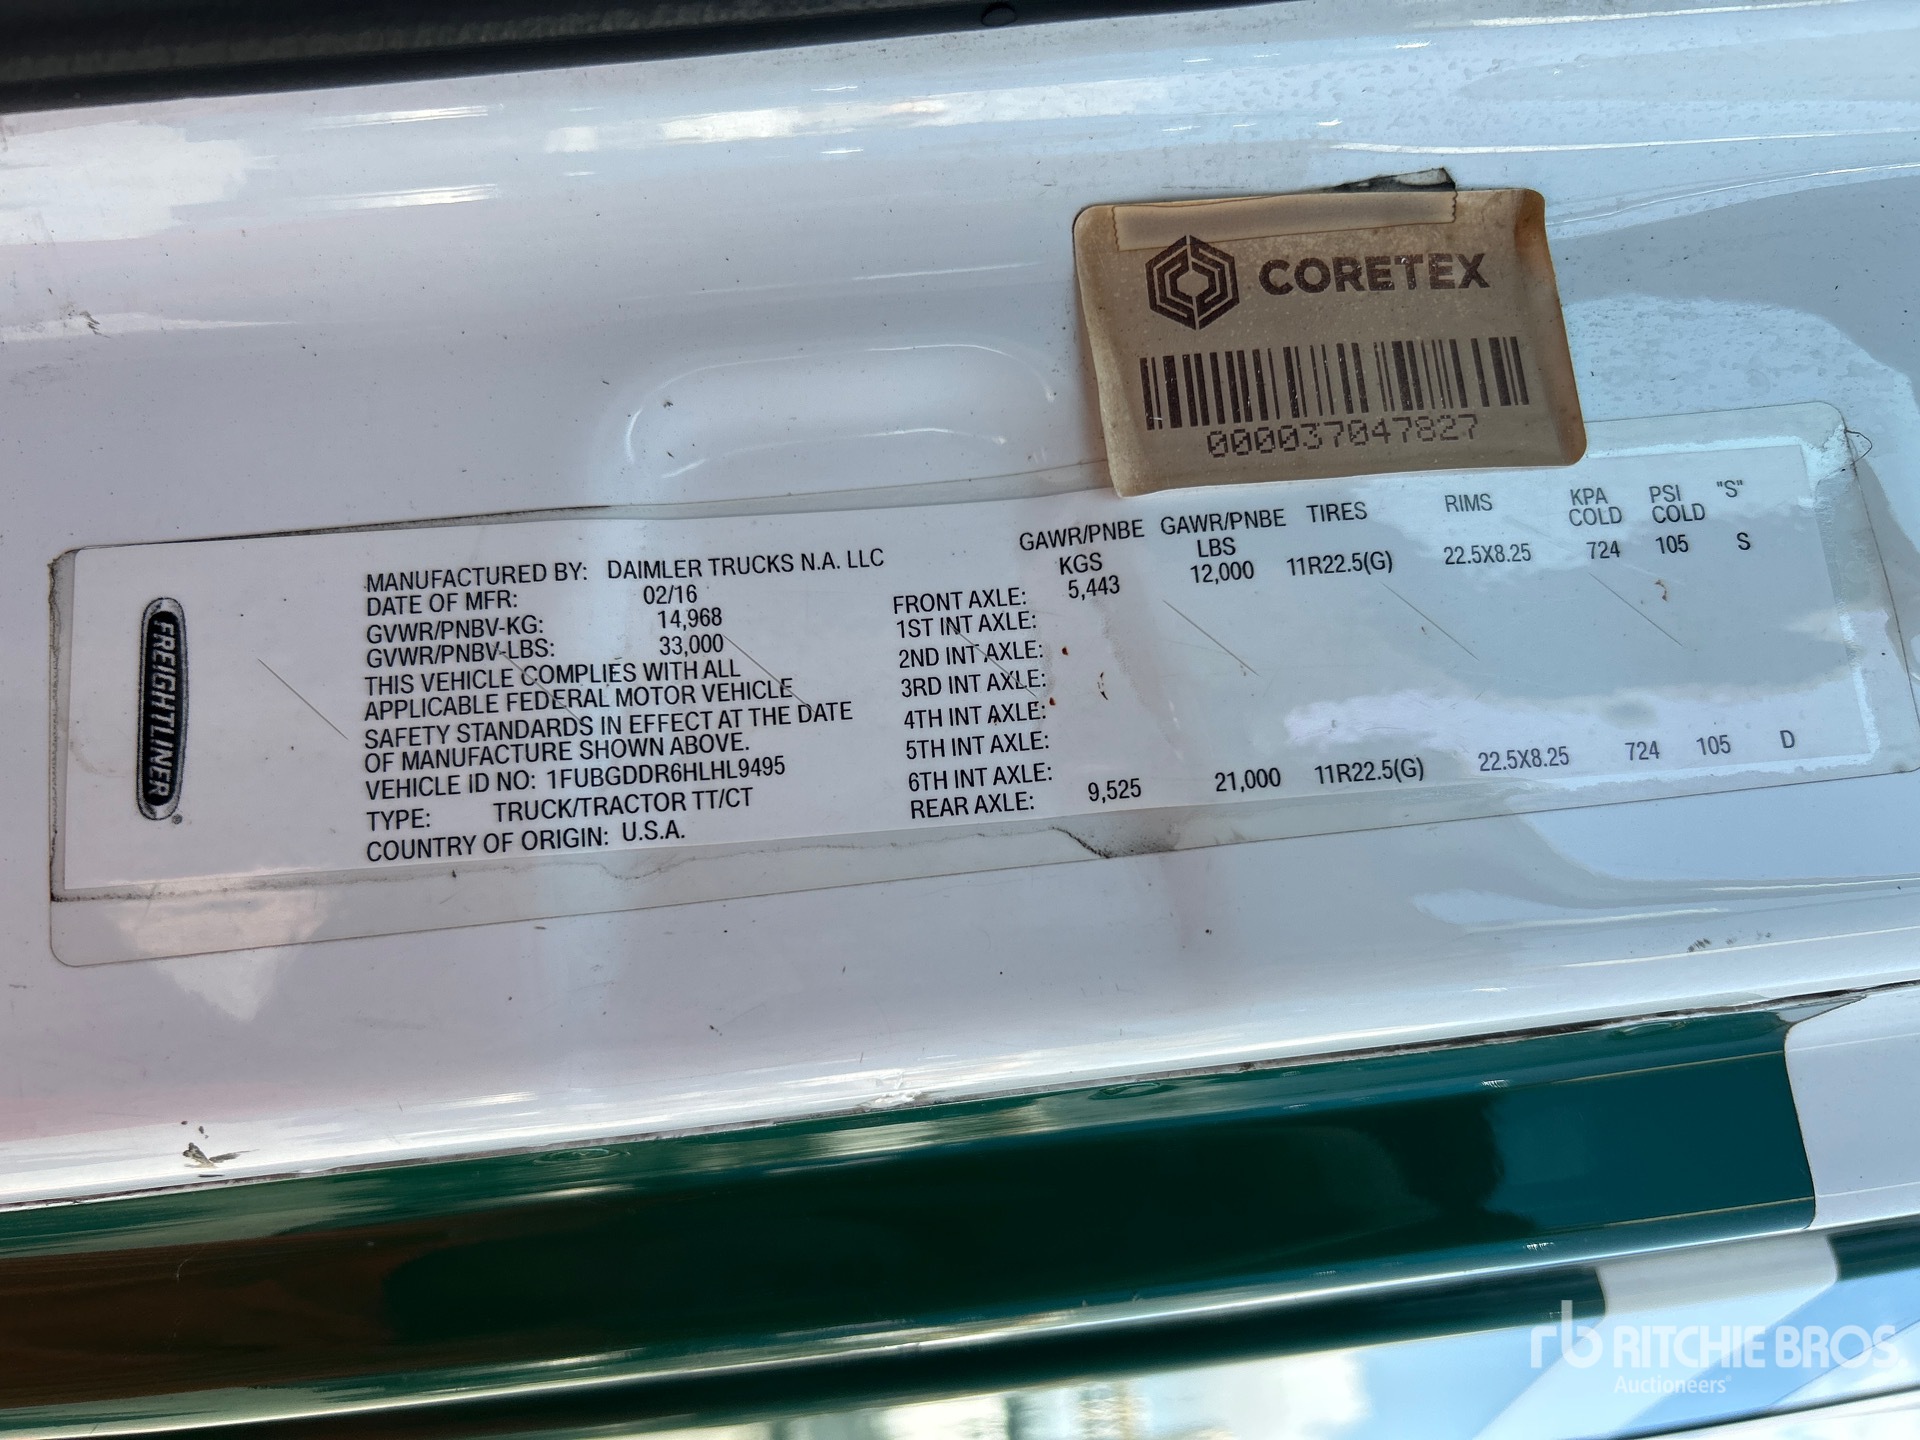 CORETEX
000037047827
FREIGHTLINER
MANUFACTURED BY: DAIMLER TRUCKS N.A. LLC
DATE OF MFR: 02/16
GVWR/PNBV-KG: 14,968
GVWR/PNBV-LBS: 33,000
THIS VEHICLE COMPLIES WITH ALL
APPLICABLE FEDERAL MOTOR VEHICLE
SAFETY STANDARDS IN EFFECT AT THE DATE
OF MANUFACTURE SHOWN ABOVE.
VEHICLE ID NO: 1FUBGDDR6HLHL9495
TYPE: TRUCK/TRACTOR TT/CT
COUNTRY OF ORIGIN: U.S.A.
GAWR/PNBE KGS GAWR/PNBE LBS TIRES RIMS KPA COLD PSI COLD "S"
FRONT AXLE: 5,443 12,000 11R22.5(G) 22.5X8.25 724 105 S
1ST INT AXLE:
2ND INT AXLE:
3RD INT AXLE:
4TH INT AXLE:
5TH INT AXLE:
6TH INT AXLE:
REAR AXLE: 9,525 21,000 11R22.5(G) 22.5X8.25 724 105 D
rb RITCHIE BROS.
Auctioneers